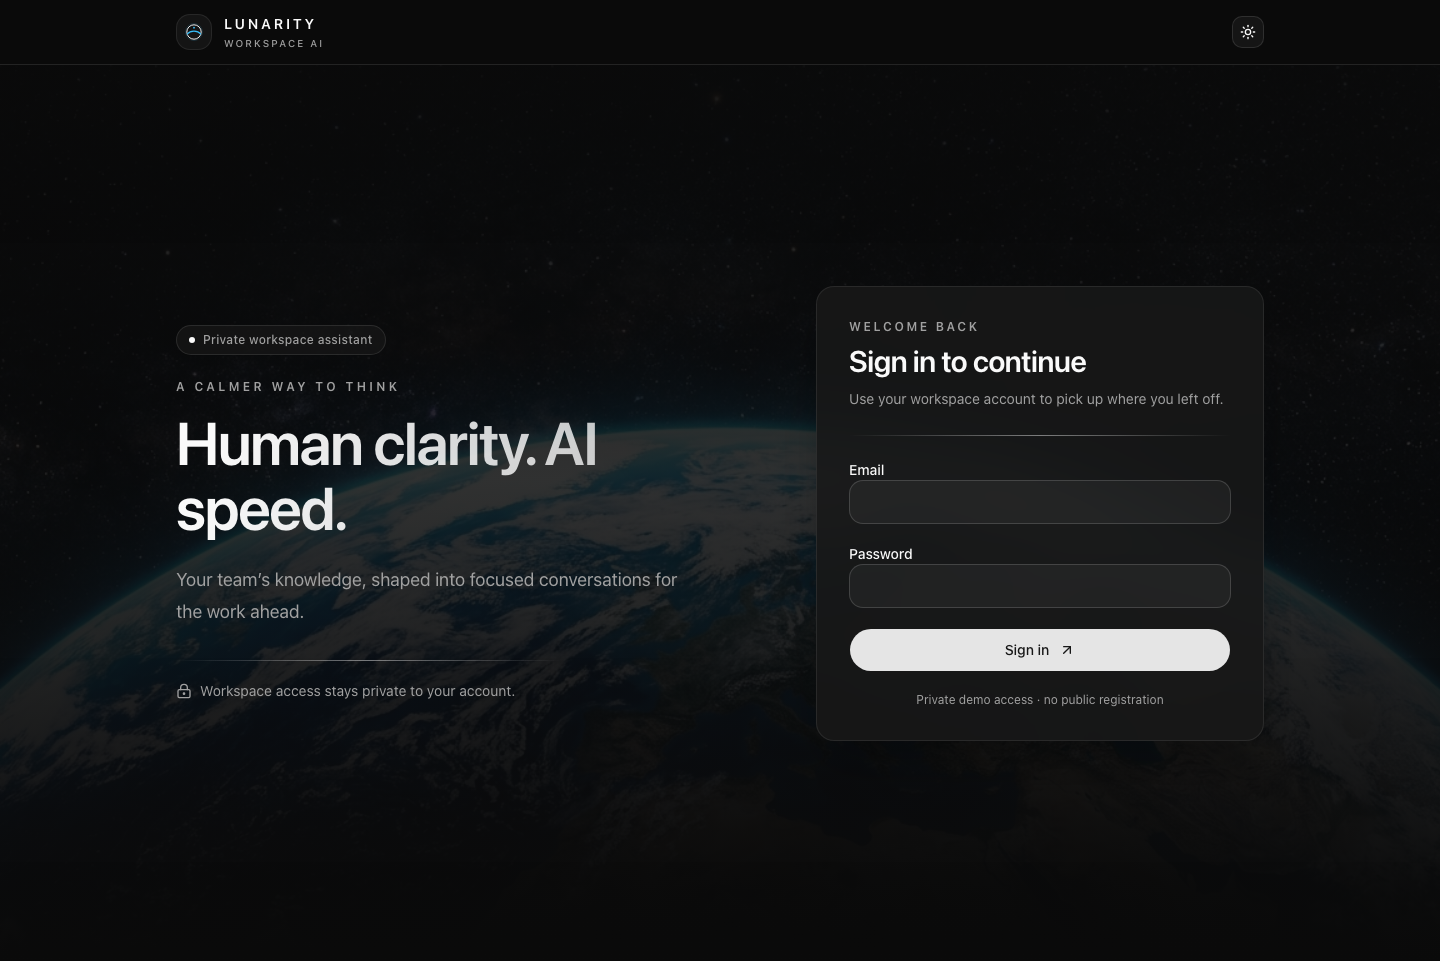 LUNARITY
WORKSPACE AI
Private workspace assistant
A CALMER WAY TO THINK
Human clarity. AI
speed.
Your team’s knowledge, shaped into focused conversations for
the work ahead.
Workspace access stays private to your account.
WELCOME BACK
Sign in to continue
Use your workspace account to pick up where you left off.
Email
Password
Sign in
Private demo access · no public registration